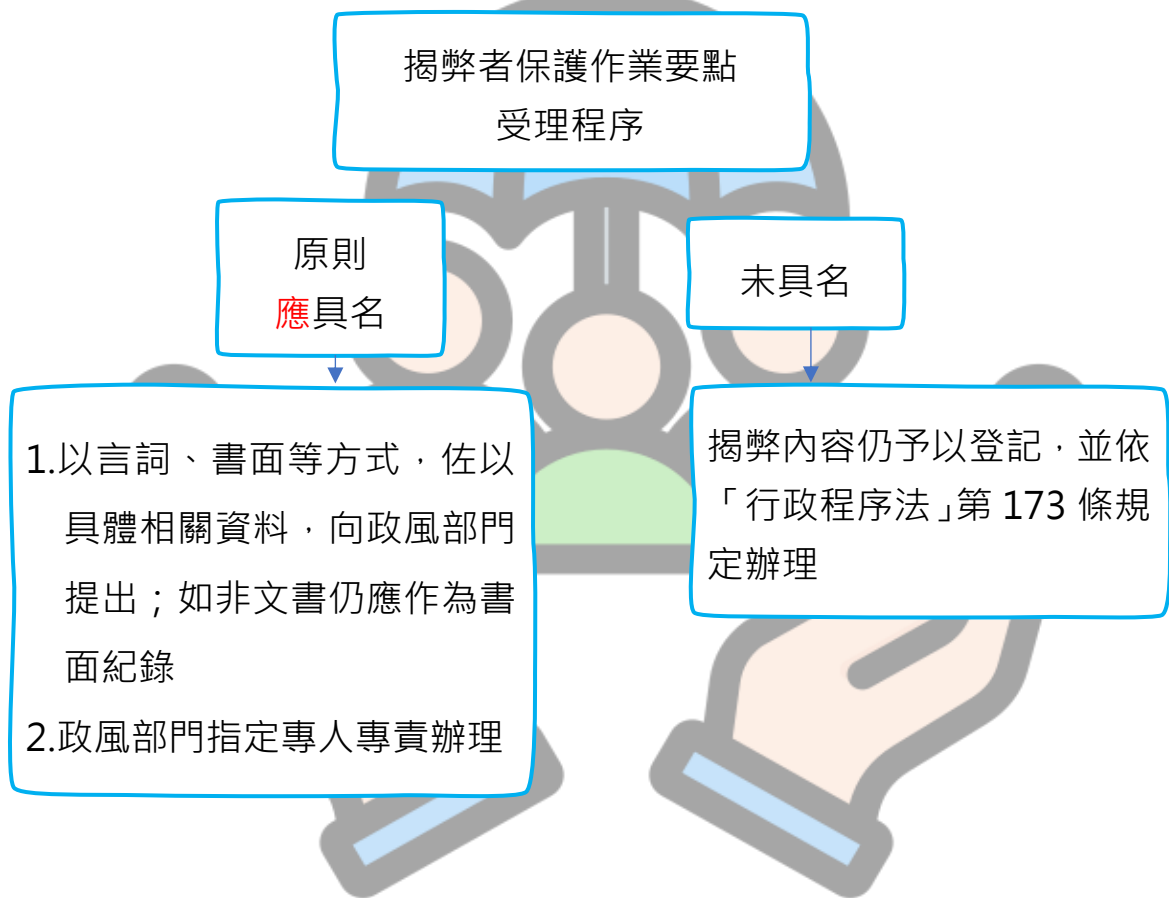 揭弊者保護作業要點
受理程序
原則
應具名
未具名
1.以言詞、書面等方式，佐以
具體相關資料，向政風部門
提出；如非文書仍應作為書
面紀錄
2.政風部門指定專人專責辦理
揭弊內容仍予以登記，並依
「行政程序法」第 173 條規
定辦理